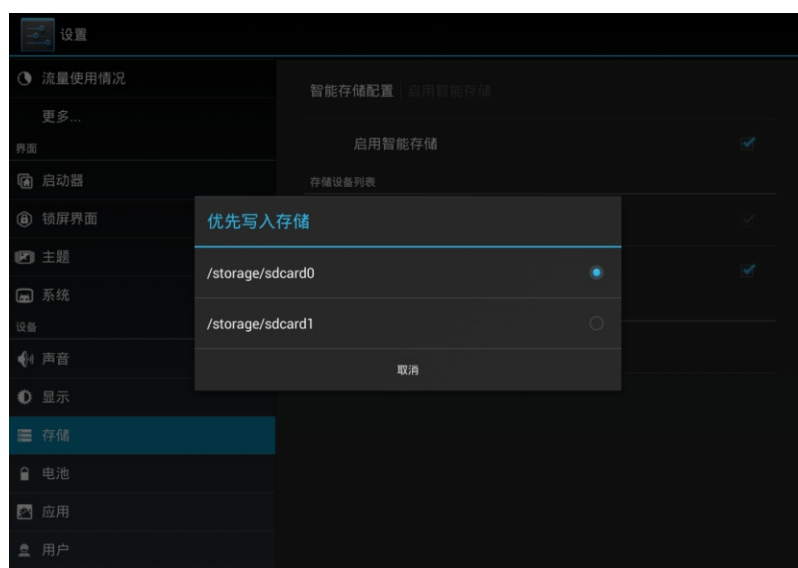 设置
流量使用情况
更多...
界面
启动器
锁屏界面
主题
系统
设备
声音
显示
存储
电池
应用
用户
智能存储配置 启用智能存储
启用智能存储
存储设备列表
优先写入存储
/storage/sdcard0
/storage/sdcard1
取消